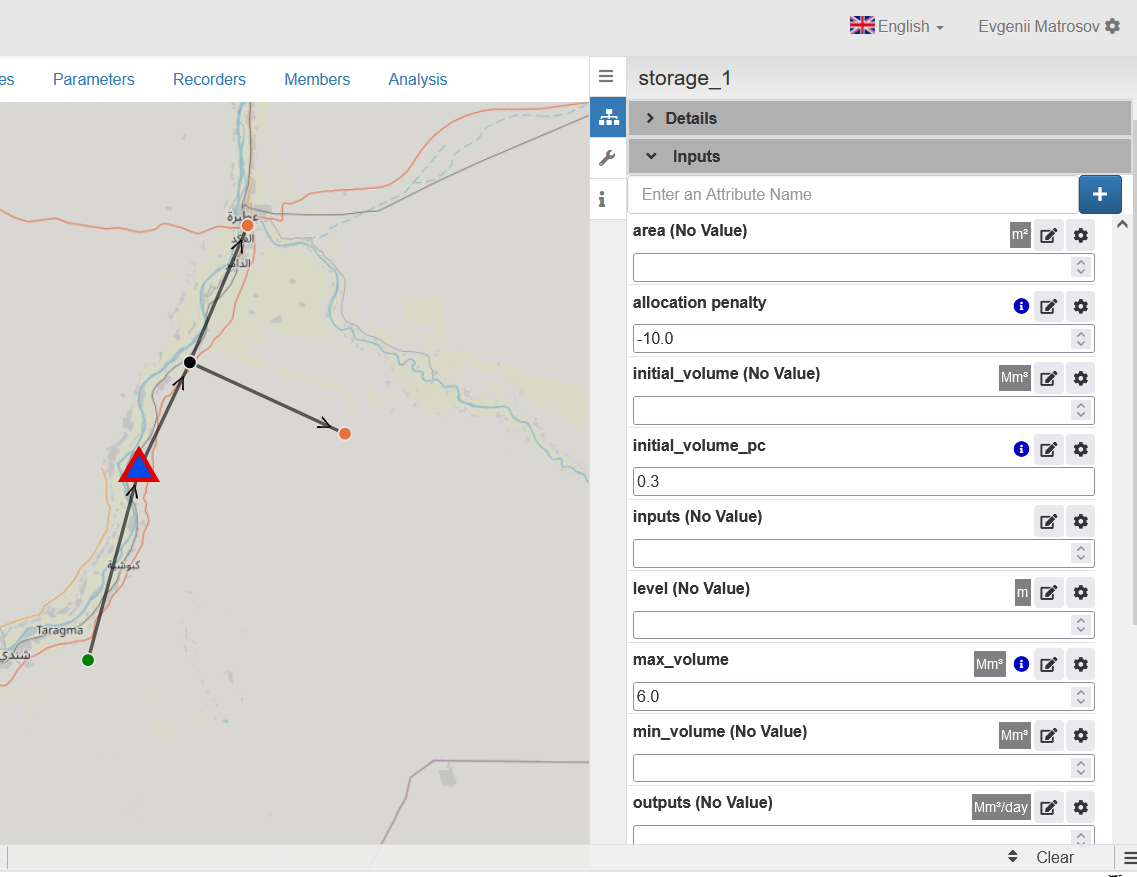 English
Evgenii Matrosov
es
Parameters
Recorders
Members
Analysis
storage_1
Details
Inputs
Enter an Attribute Name
+
area (No Value)
m²
allocation penalty
-10.0
initial_volume (No Value)
Mm³
initial_volume_pc
0.3
inputs (No Value)
level (No Value)
m
max_volume
Mm³
6.0
min_volume (No Value)
Mm³
outputs (No Value)
Mm³/day
عطبرة
الدامر
كبوشية
Taragma
شندي
Clear